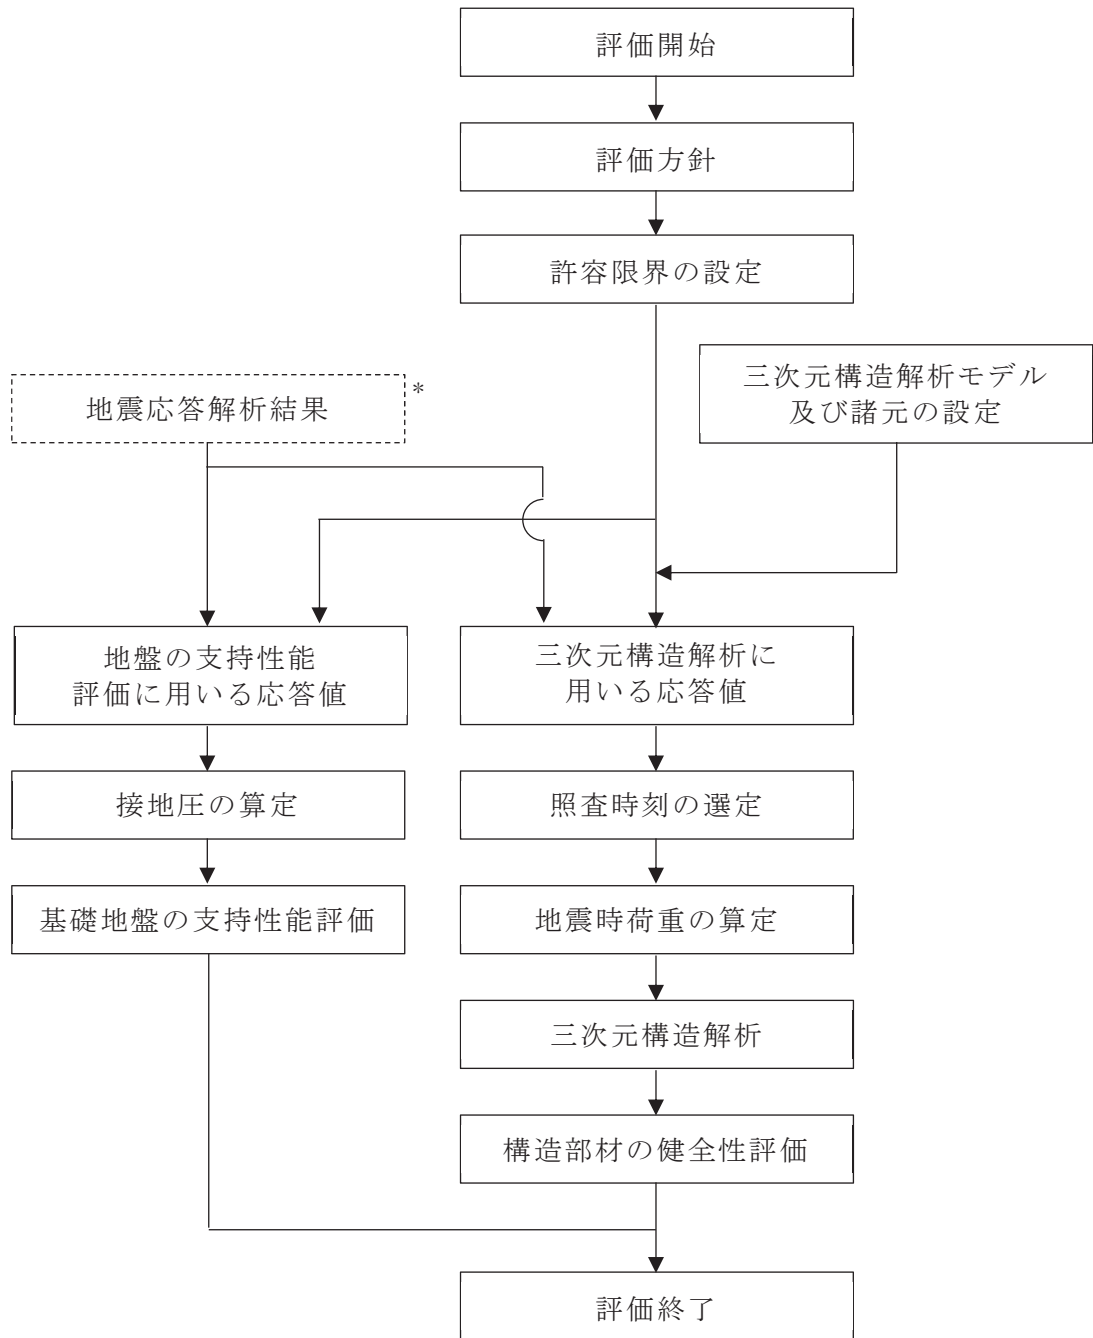 評価開始
評価方針
許容限界の設定
三次元構造解析モデル
及び諸元の設定
地震応答解析結果
*
地盤の支持性能
評価に用いる応答値
三次元構造解析に
用いる応答値
接地圧の算定
照査時刻の選定
基礎地盤の支持性能評価
地震時荷重の算定
三次元構造解析
構造部材の健全性評価
評価終了